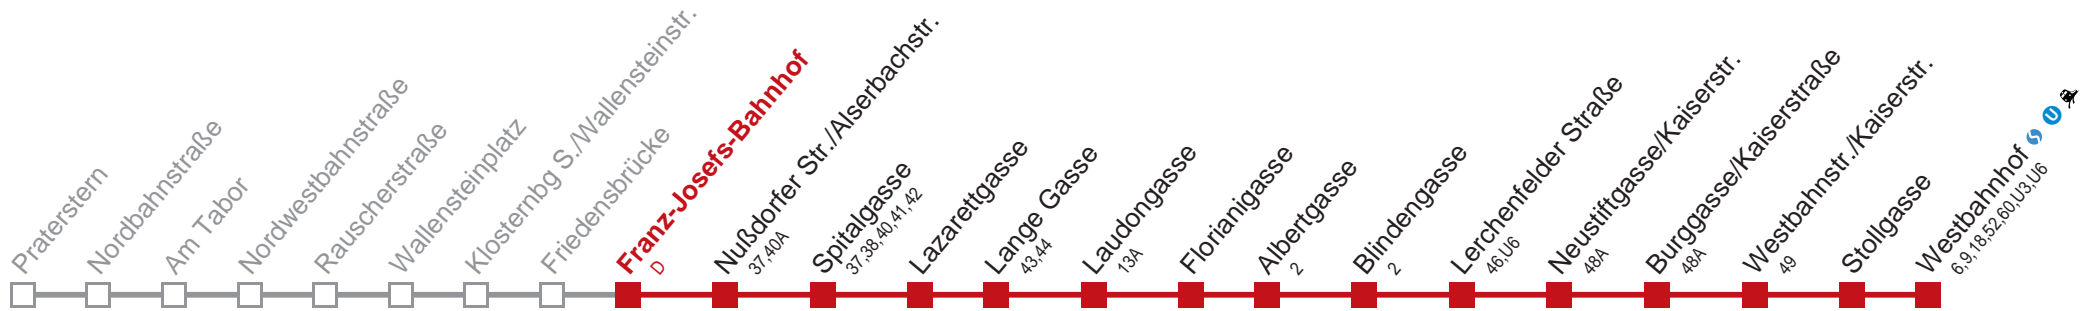 Praterstern
Nordbahnstraße
Am Tabor
Nordwestbahnstraße
Rauscherstraße
Wallensteinplatz
Klosternbg S./Wallensteinstr.
Friedensbrücke
Franz-Josefs-Bahnhof
D
Nußdorfer Str./Alserbachstr.
37,40A
Spitalgasse
37,38,40,41,42
Lazarettgasse
Lange Gasse
43,44
Laudongasse
13A
Florianigasse
Albertgasse
2
Blindengasse
2
Lerchenfelder Straße
46,U6
Neustiftgasse/Kaiserstr.
48A
Burggasse/Kaiserstraße
48A
Westbahnstr./Kaiserstr.
49
Stollgasse
Westbahnhof S U
6,9,18,52,60,U3,U6